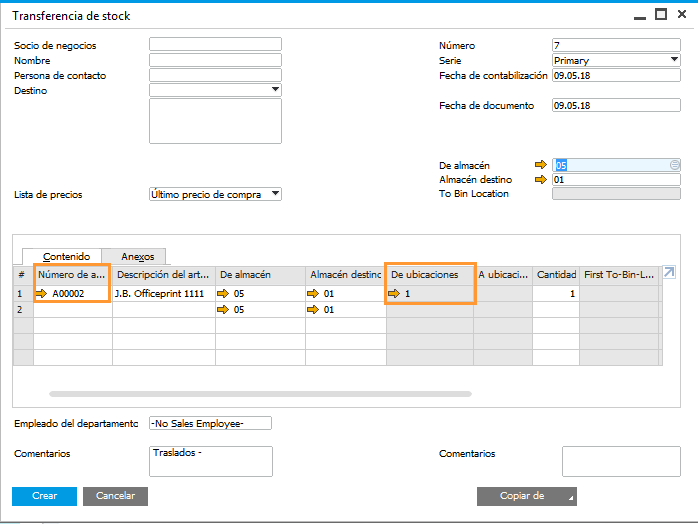 Transferencia de stock
Socio de negocios
Nombre
Persona de contacto
Destino
Número 7
Serie Primary
Fecha de contabilización 09.05.18
Fecha de documento 09.05.18
De almacén 05
Almacén destino 01
To Bin Location
Lista de precios Último precio de compra
Contenido Anexos
# Número de a... Descripción del art... De almacén Almacén destino De ubicaciones A ubicaci... Cantidad First To-Bin-L...
1 A00002 J.B. Officeprint 1111 05 01 1 1
2 05 01
Empleado del departamento -No Sales Employee-
Comentarios Traslados -
Comentarios
Crear Cancelar Copiar de